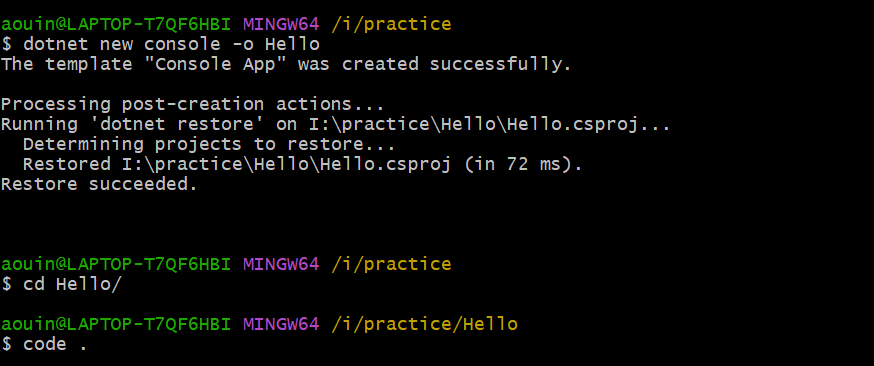 aouin@LAPTOP-T7QF6HBI MINGW64 /i/practice
$ dotnet new console -o Hello
The template "Console App" was created successfully.
Processing post-creation actions...
Running 'dotnet restore' on I:\practice\Hello\Hello.csproj...
  Determining projects to restore...
  Restored I:\practice\Hello\Hello.csproj (in 72 ms).
Restore succeeded.
aouin@LAPTOP-T7QF6HBI MINGW64 /i/practice
$ cd Hello/
aouin@LAPTOP-T7QF6HBI MINGW64 /i/practice/Hello
$ code .